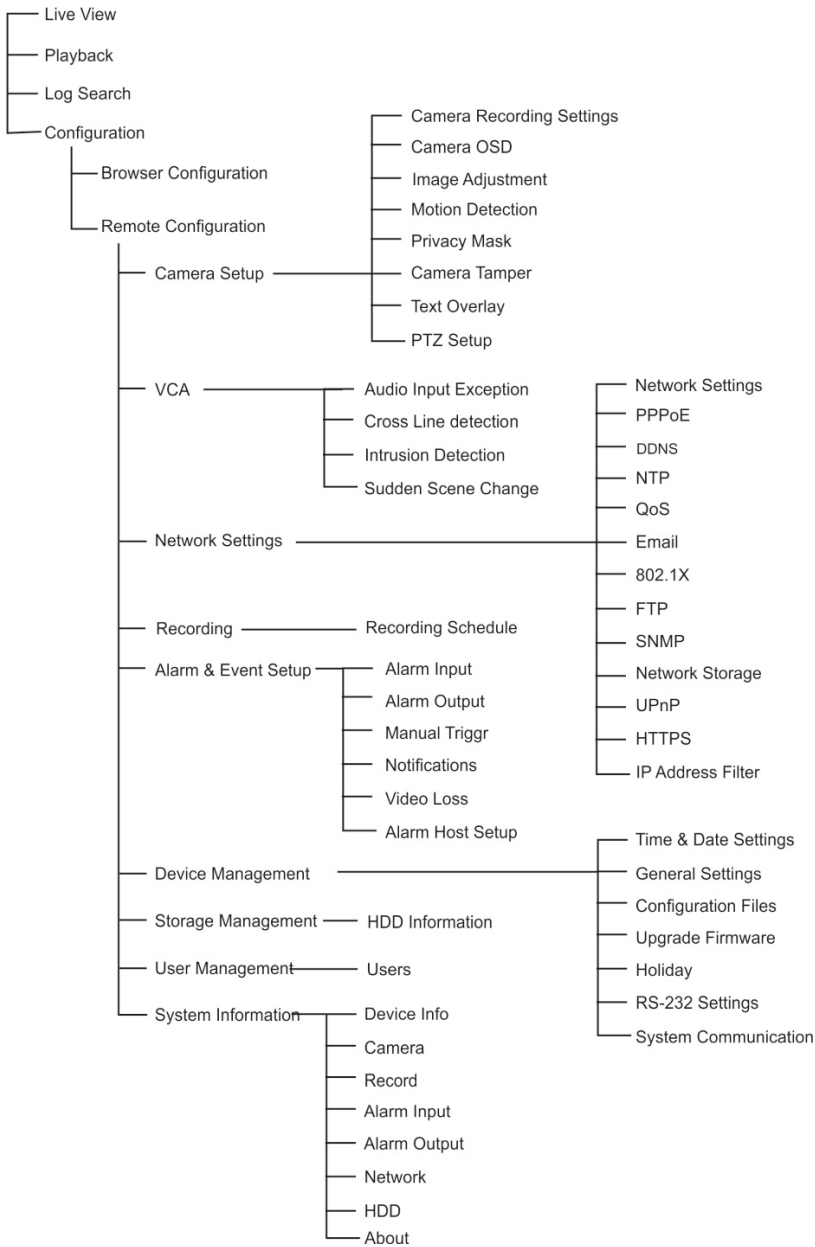 Live View
Playback
Log Search
Configuration
Browser Configuration
Remote Configuration
Camera Setup
Camera Recording Settings
Camera OSD
Image Adjustment
Motion Detection
Privacy Mask
Camera Tamper
Text Overlay
PTZ Setup
VCA
Audio Input Exception
Cross Line detection
Intrusion Detection
Sudden Scene Change
Network Settings
Network Settings
PPPoE
DDNS
NTP
QoS
Email
802.1X
FTP
SNMP
Network Storage
UPnP
HTTPS
IP Address Filter
Recording
Recording Schedule
Alarm & Event Setup
Alarm Input
Alarm Output
Manual Triggr
Notifications
Video Loss
Alarm Host Setup
Device Management
Time & Date Settings
General Settings
Configuration Files
Upgrade Firmware
Holiday
RS-232 Settings
System Communication
Storage Management
HDD Information
User Management
Users
System Information
Device Info
Camera
Record
Alarm Input
Alarm Output
Network
HDD
About